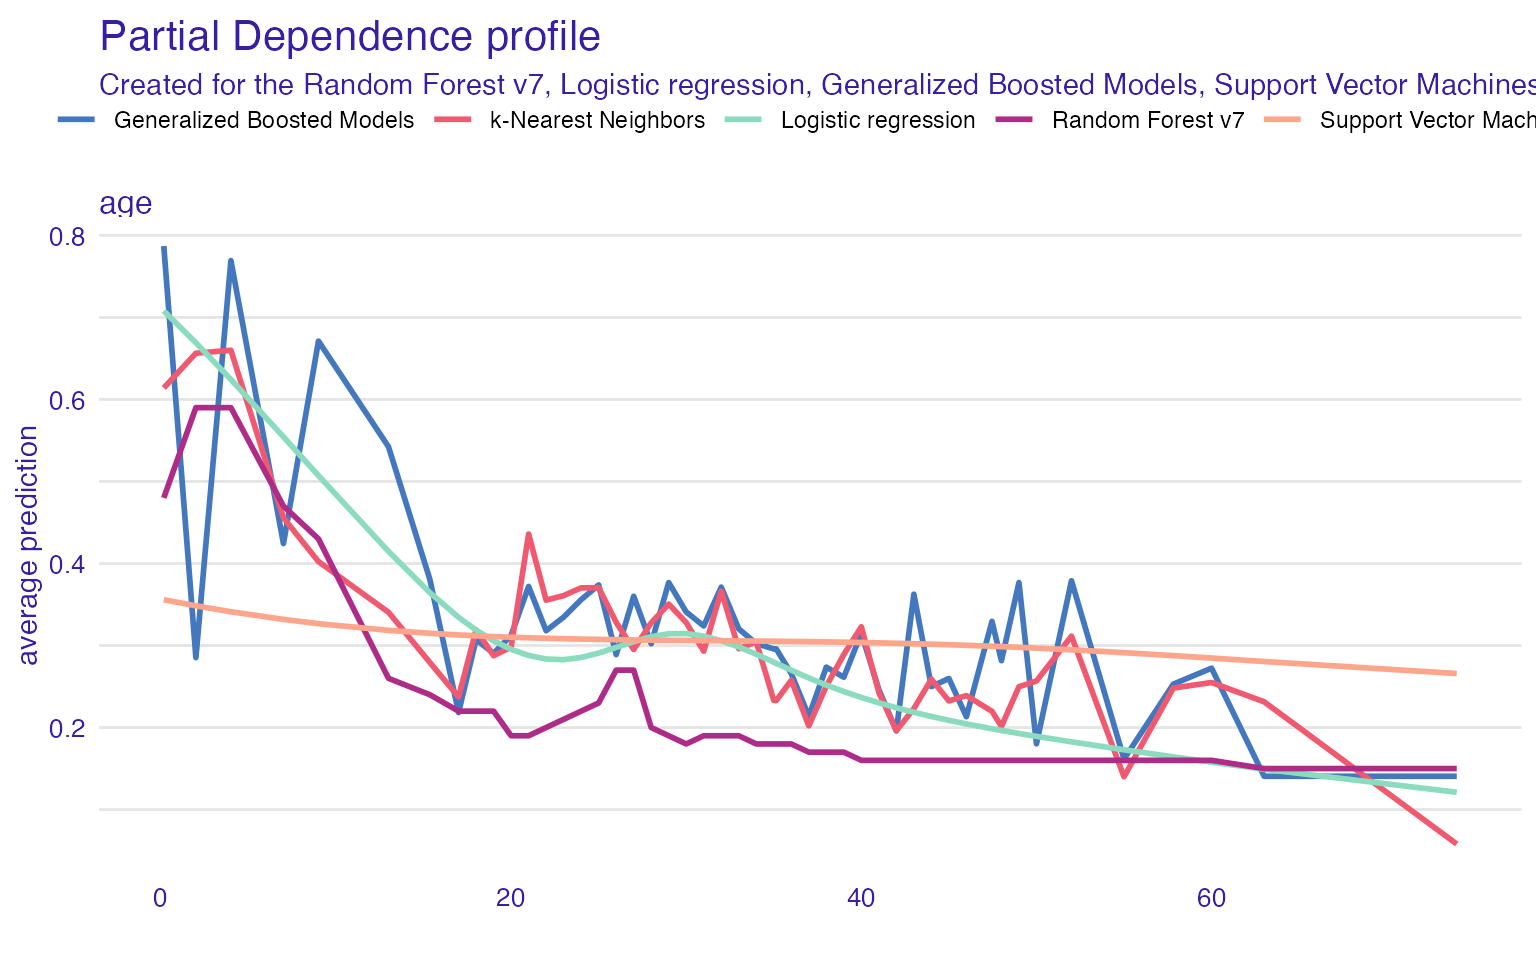 Partial Dependence profile
Created for the Random Forest v7, Logistic regression, Generalized Boosted Models, Support Vector Machines
Generalized Boosted Models k-Nearest Neighbors Logistic regression Random Forest v7 Support Vector Mach
age
average prediction
0.8
0.6
0.4
0.2
0 20 40 60